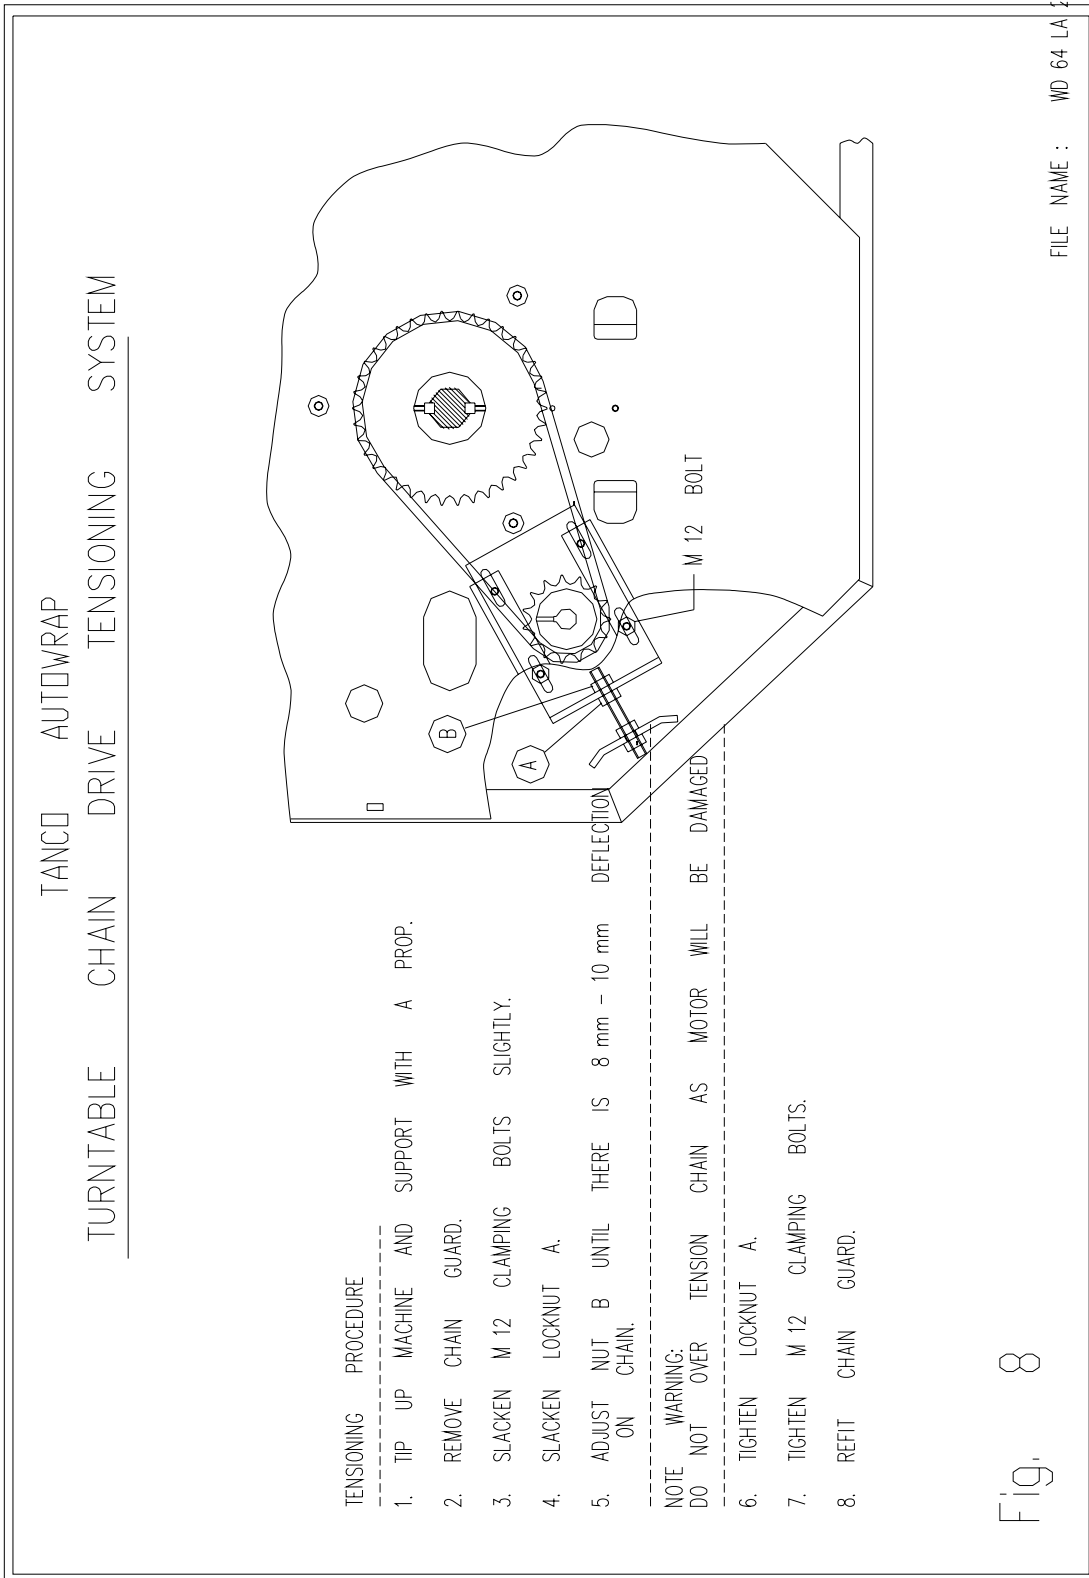 TANCO AUTOWRAP
TURNTABLE CHAIN DRIVE TENSIONING SYSTEM
TENSIONING PROCEDURE
1. TIP UP MACHINE AND SUPPORT WITH A PROP.
2. REMOVE CHAIN GUARD.
3. SLACKEN M 12 CLAMPING BOLTS SLIGHTLY.
4. SLACKEN LOCKNUT A.
5. ADJUST NUT B UNTIL THERE IS 8 mm - 10 mm DEFLECTION
ON CHAIN.
NOTE WARNING:
DO NOT OVER TENSION CHAIN AS MOTOR WILL BE DAMAGED
6. TIGHTEN LOCKNUT A.
7. TIGHTEN M 12 CLAMPING BOLTS.
8. REFIT CHAIN GUARD.
B
A
M 12 BOLT
Fig. 8
FILE NAME : WD 64 LA